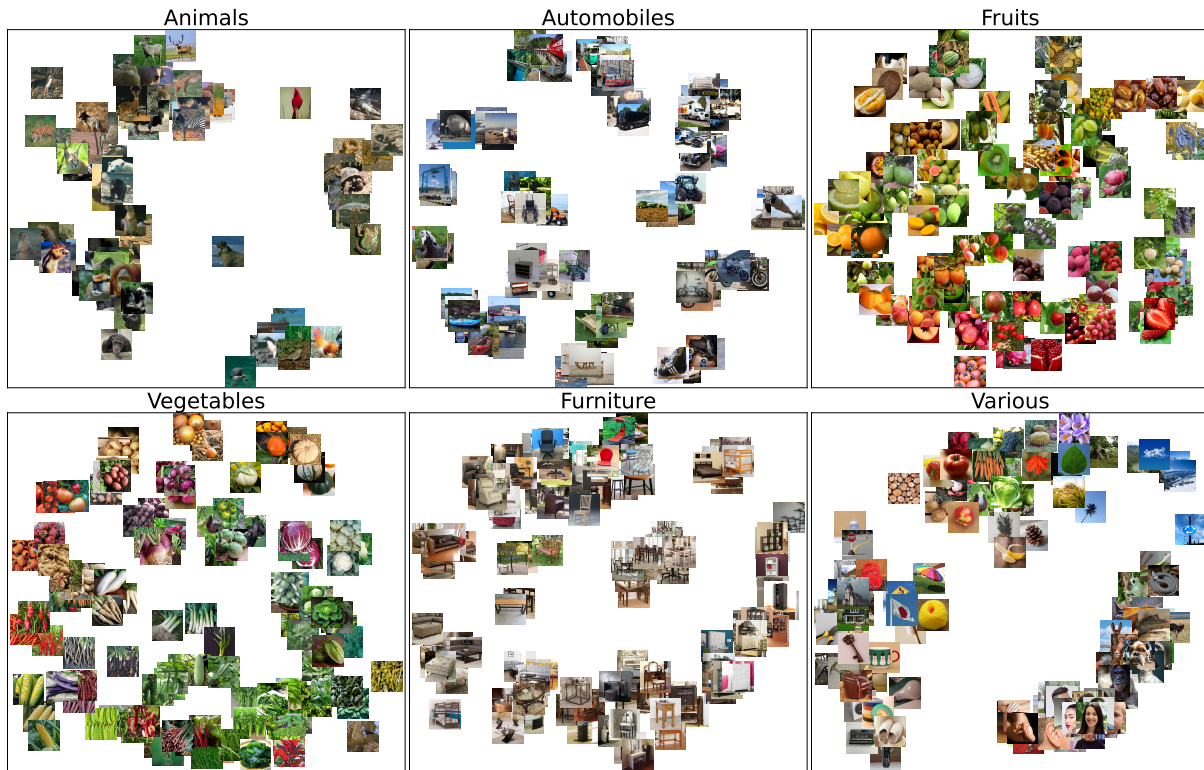 Animals
Automobiles
Fruits
Vegetables
Furniture
Various